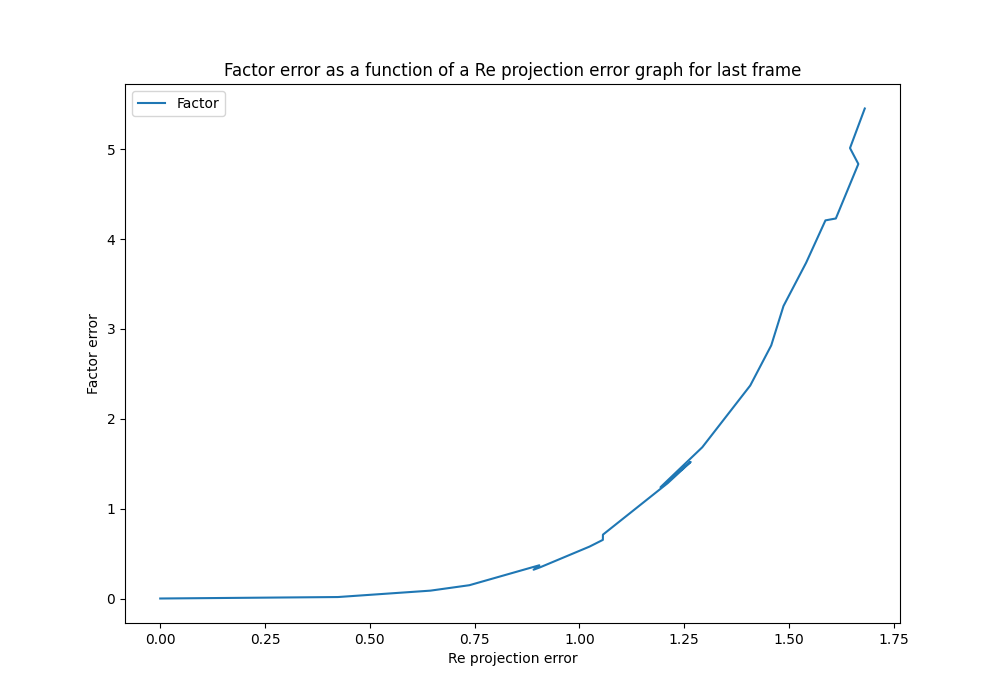 Factor error as a function of a Re projection error graph for last frame
Factor
5
4
3
2
1
0
Factor error
0.00 0.25 0.50 0.75 1.00 1.25 1.50 1.75
Re projection error